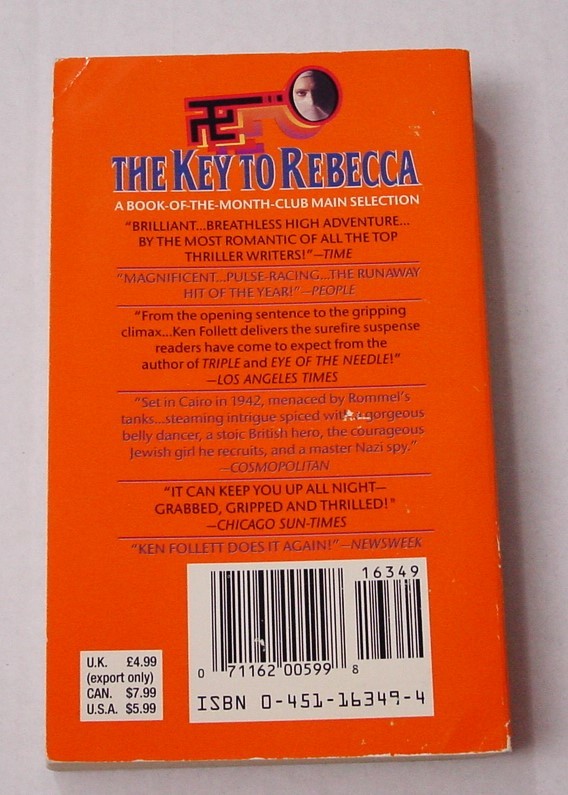 THE KEY TO REBECCA
A BOOK-OF-THE-MONTH-CLUB MAIN SELECTION
"BRILLIANT...BREATHLESS HIGH ADVENTURE...
BY THE MOST ROMANTIC OF ALL THE TOP
THRILLER WRITERS!"—TIME
"MAGNIFICENT...PULSE-RACING...THE RUNAWAY
HIT OF THE YEAR!"—PEOPLE
"From the opening sentence to the gripping
climax...Ken Follett delivers the surefire suspense
readers have come to expect from the
author of TRIPLE and EYE OF THE NEEDLE!"
—LOS ANGELES TIMES
"Set in Cairo in 1942, menaced by Rommel's
tanks...steaming intrigue spiced with a gorgeous
belly dancer, a stoic British hero, the courageous
Jewish girl he recruits, and a master Nazi spy."
—COSMOPOLITAN
"IT CAN KEEP YOU UP ALL NIGHT—
GRABBED, GRIPPED AND THRILLED!"
—CHICAGO SUN-TIMES
"KEN FOLLETT DOES IT AGAIN!"—NEWSWEEK
16349
0 71162 00599 8
ISBN 0-451-16349-4
U.K. £4.99
(export only)
CAN. $7.99
U.S.A. $5.99